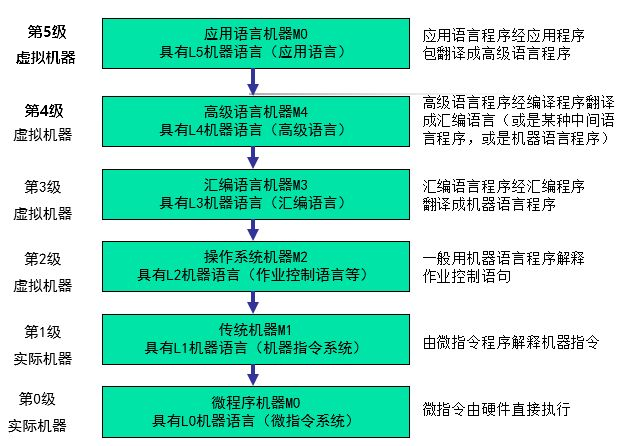 第5级
虚拟机器
应用语言机器M0
具有L5机器语言（应用语言）
应用语言程序经应用程序
包翻译成高级语言程序
第4级
虚拟机器
高级语言机器M4
具有L4机器语言（高级语言）
高级语言程序经编译程序翻译
成汇编语言（或是某种中间语
言程序，或是机器语言程序）
第3级
虚拟机器
汇编语言机器M3
具有L3机器语言（汇编语言）
汇编语言程序经汇编程序
翻译成机器语言程序
第2级
虚拟机器
操作系统机器M2
具有L2机器语言（作业控制语言等）
一般用机器语言程序解释
作业控制语句
第1级
实际机器
传统机器M1
具有L1机器语言（机器指令系统）
由微指令程序解释机器指令
第0级
实际机器
微程序机器M0
具有L0机器语言（微指令系统）
微指令由硬件直接执行